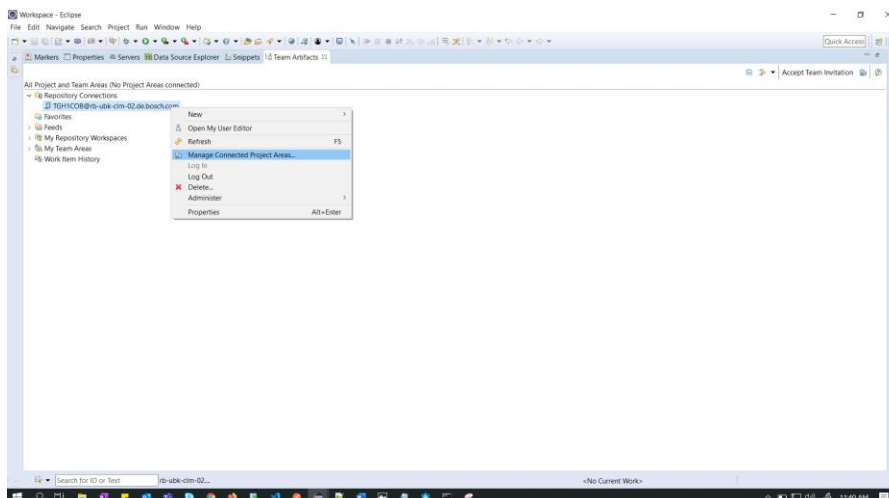 Workspace - Eclipse
File Edit Navigate Search Project Run Window Help
Quick Access
Markers Properties Servers Data Source Explorer Snippets Team Artifacts
Accept Team Invitation
All Project and Team Areas (No Project Areas connected)
Repository Connections
TGH1COB@rb-ubk-clm-02.de.bosch.com
Favorites
Feeds
My Repository Workspaces
My Team Areas
Work Item History
New
Open My User Editor
Refresh F5
Manage Connected Project Areas...
Log In
Log Out
Delete...
Administer
Properties Alt+Enter
Search for ID or Text
rb-ubk-clm-02...
<No Current Work>
11:40 AM